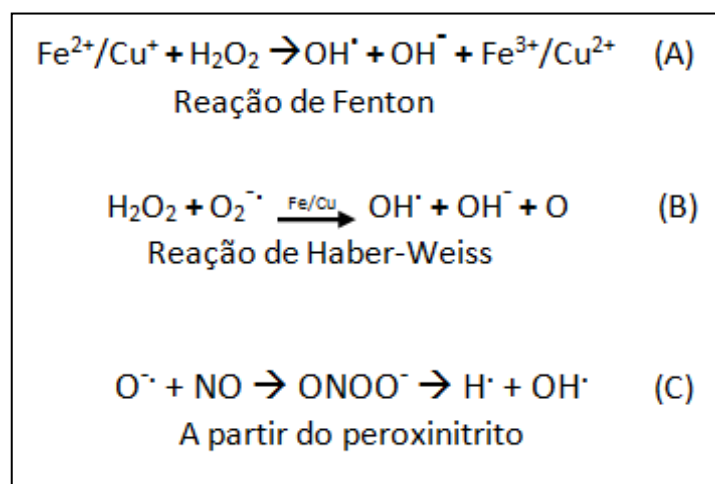 Fe²⁺/Cu⁺ + H₂O₂ → OH˙ + OH⁻ + Fe³⁺/Cu²⁺ (A)
Reação de Fenton
H₂O₂ + O₂⁻˙ Fe/Cu → OH˙ + OH⁻ + O (B)
Reação de Haber-Weiss
O⁻˙ + NO → ONOO⁻ → H˙ + OH˙ (C)
A partir do peroxinitrito